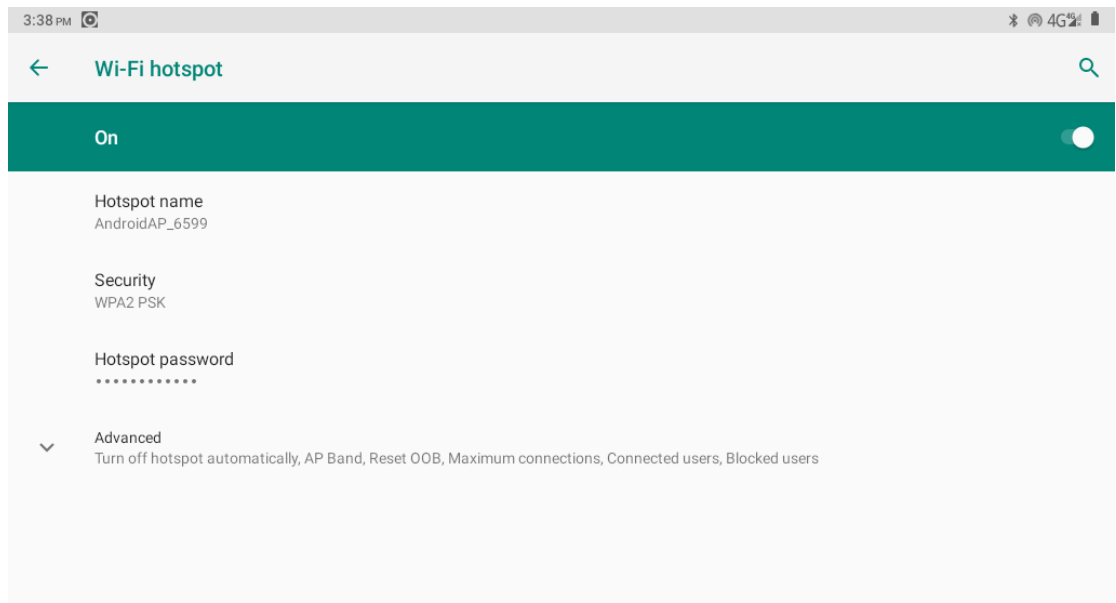 3:38 PM 4G 4G
Wi-Fi hotspot
On
Hotspot name
AndroidAP_6599
Security
WPA2 PSK
Hotspot password
••••••••••••
Advanced
Turn off hotspot automatically, AP Band, Reset OOB, Maximum connections, Connected users, Blocked users